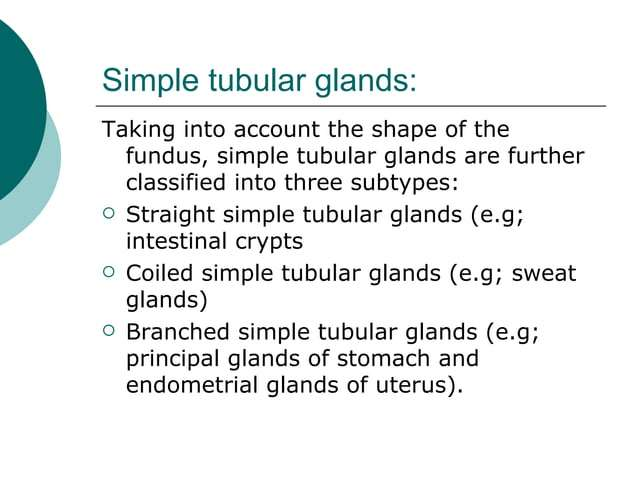 Simple tubular glands:
Taking into account the shape of the
fundus, simple tubular glands are further
classified into three subtypes:
Straight simple tubular glands (e.g;
intestinal crypts
Coiled simple tubular glands (e.g; sweat
glands)
Branched simple tubular glands (e.g;
principal glands of stomach and
endometrial glands of uterus).